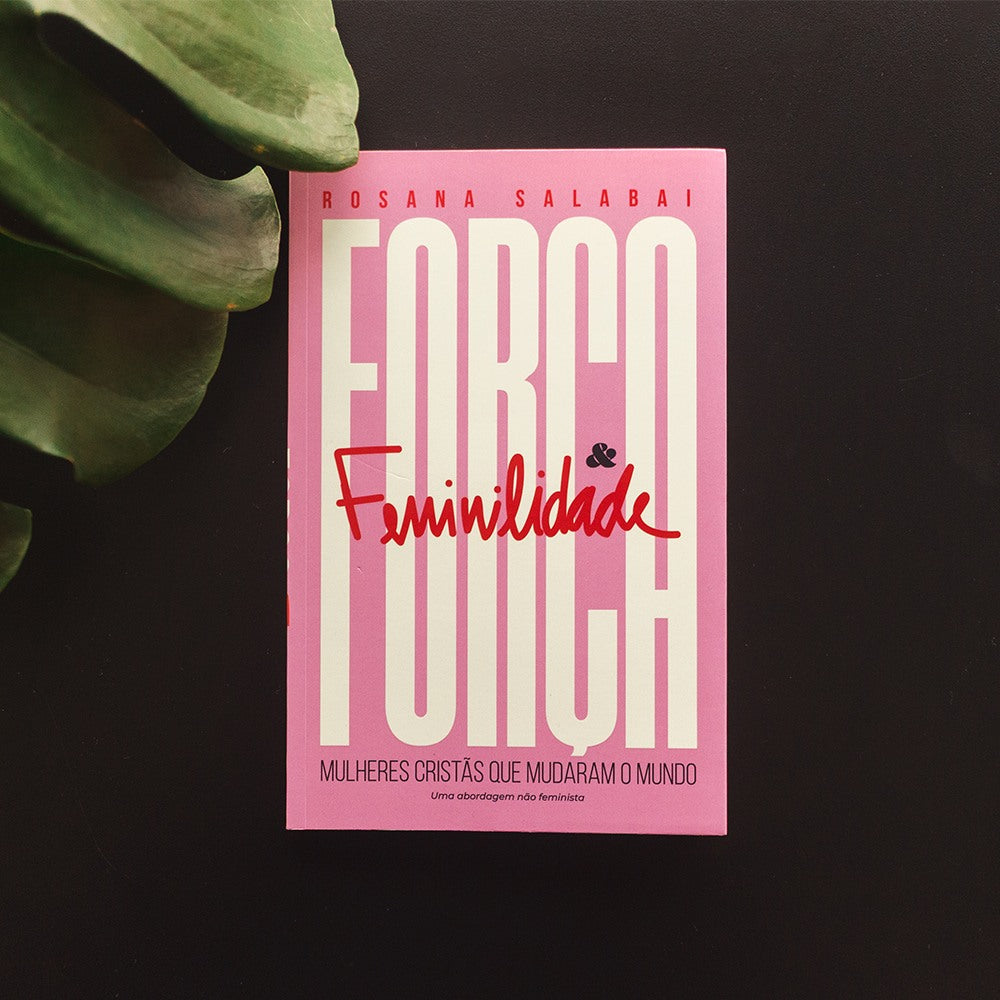 ROSANA SALABAI
FORÇA
&
Feminilidade
MULHERES CRISTÃS QUE MUDARAM O MUNDO
Uma abordagem não feminista